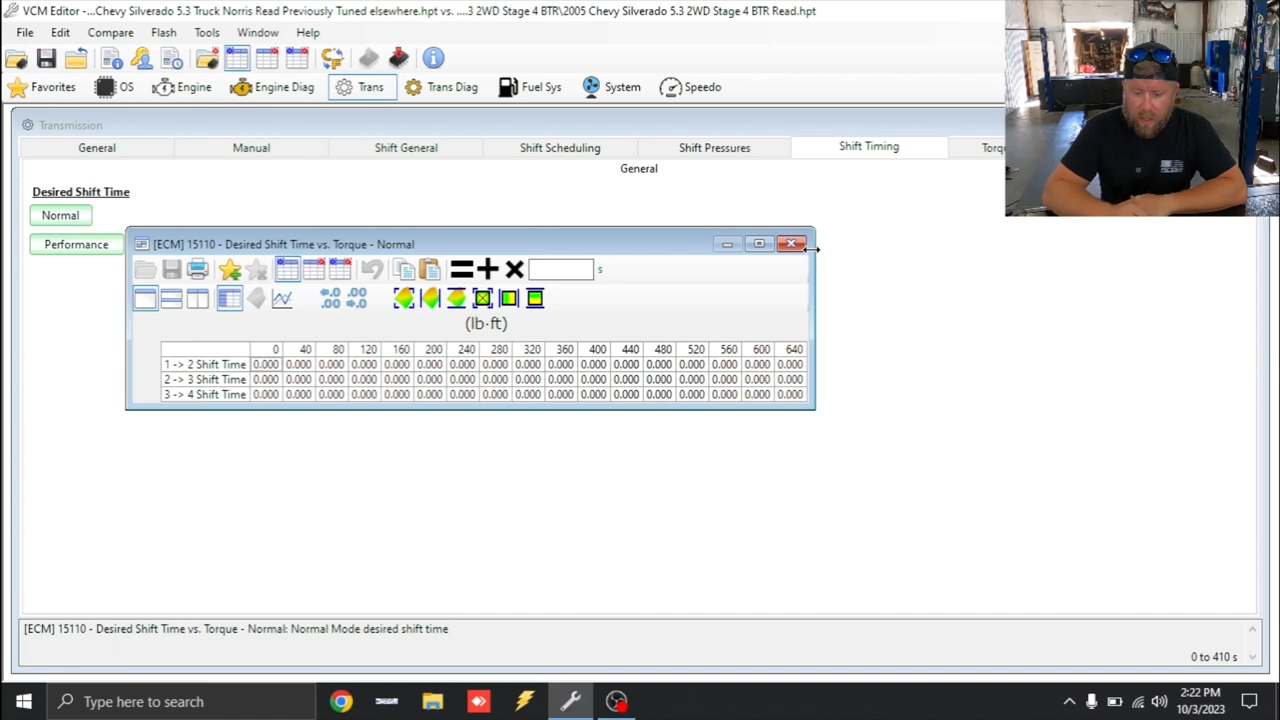 VCM Editor -...Chevy Silverado 5.3 Truck Norris Read Previously Tuned elsewhere.hpt vs. ....3 2WD Stage 4 BTR\2005 Chevy Silverado 5.3 2WD Stage 4 BTR Read.hpt
File Edit Compare Flash Tools Window Help
Favorites OS Engine Engine Diag Trans Trans Diag Fuel Sys System Speedo
Transmission
General Manual Shift General Shift Scheduling Shift Pressures Shift Timing
General
Desired Shift Time
Normal
Performance
[ECM] 15110 - Desired Shift Time vs. Torque - Normal
s
(lb·ft)
0 40 80 120 160 200 240 280 320 360 400 440 480 520 560 600 640
1 -> 2 Shift Time 0.000 0.000 0.000 0.000 0.000 0.000 0.000 0.000 0.000 0.000 0.000 0.000 0.000 0.000 0.000 0.000 0.000
2 -> 3 Shift Time 0.000 0.000 0.000 0.000 0.000 0.000 0.000 0.000 0.000 0.000 0.000 0.000 0.000 0.000 0.000 0.000 0.000
3 -> 4 Shift Time 0.000 0.000 0.000 0.000 0.000 0.000 0.000 0.000 0.000 0.000 0.000 0.000 0.000 0.000 0.000 0.000 0.000
[ECM] 15110 - Desired Shift Time vs. Torque - Normal: Normal Mode desired shift time
0 to 410 s
Type here to search
2:22 PM
10/3/2023